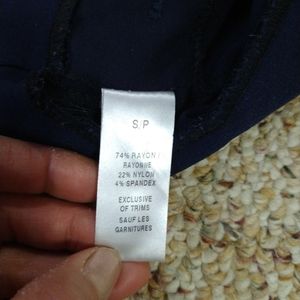 S/P
74% RAYON/
RAYONNE
22% NYLON
4% SPANDEX
EXCLUSIVE
OF TRIMS
SAUF LES
GARNITURES